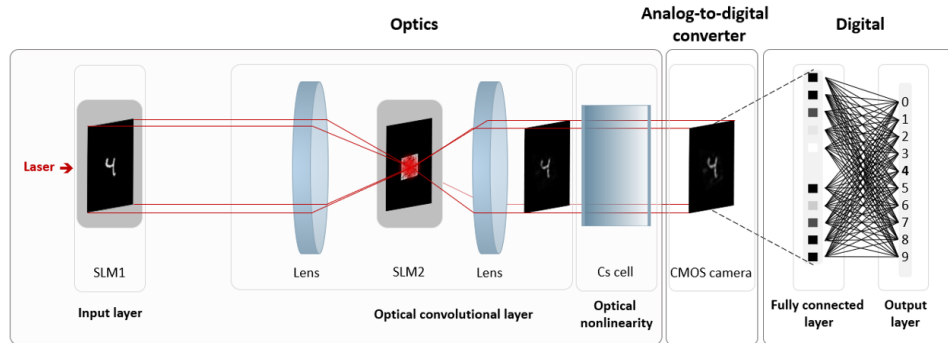 Optics
Analog-to-digital
converter
Digital
Laser
4
4
4
0
1
2
3
4
5
6
7
8
9
SLM1
Lens
SLM2
Lens
Cs cell
CMOS camera
Input layer
Optical convolutional layer
Optical
nonlinearity
Fully connected
layer
Output
layer